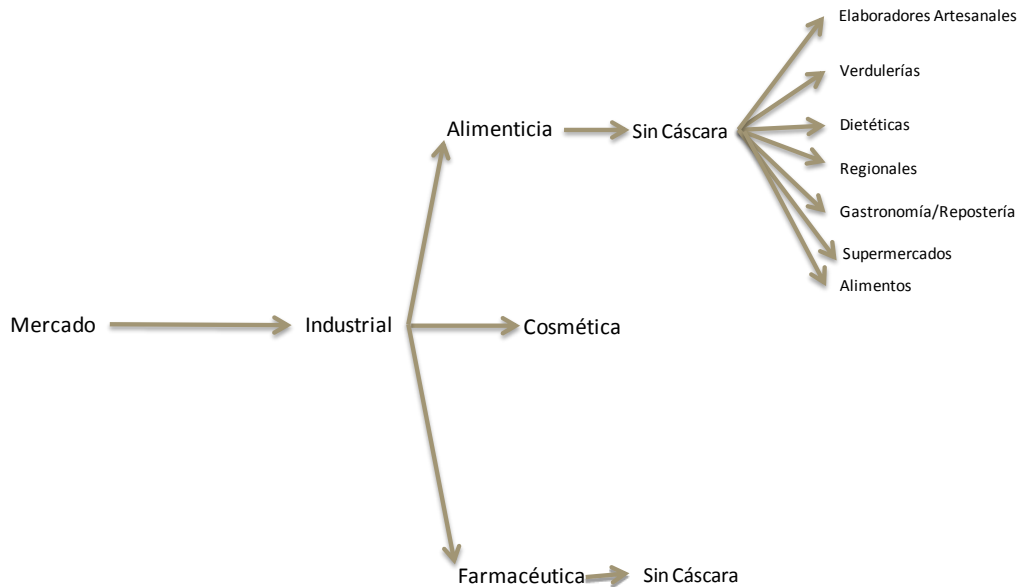 Elaboradores Artesanales
Verdulerías
Alimenticia
Sin Cáscara
Dietéticas
Regionales
Gastronomía/Repostería
Supermercados
Alimentos
Mercado
Industrial
Cosmética
Farmacéutica
Sin Cáscara